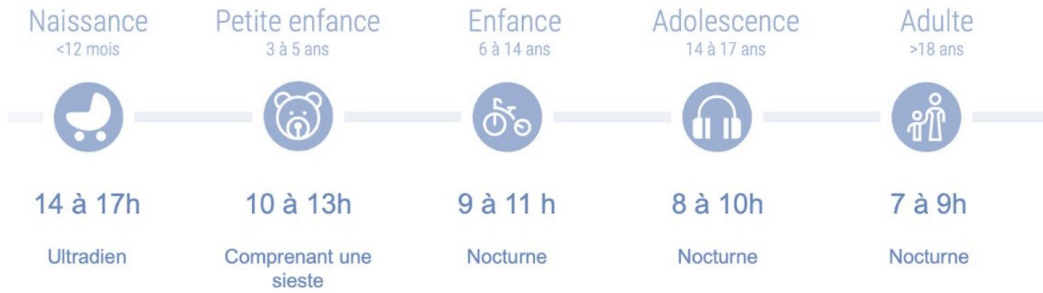 Naissance
<12 mois
Petite enfance
3 à 5 ans
Enfance
6 à 14 ans
Adolescence
14 à 17 ans
Adulte
>18 ans
14 à 17h
10 à 13h
9 à 11 h
8 à 10h
7 à 9h
Ultradien
Comprenant une
sieste
Nocturne
Nocturne
Nocturne